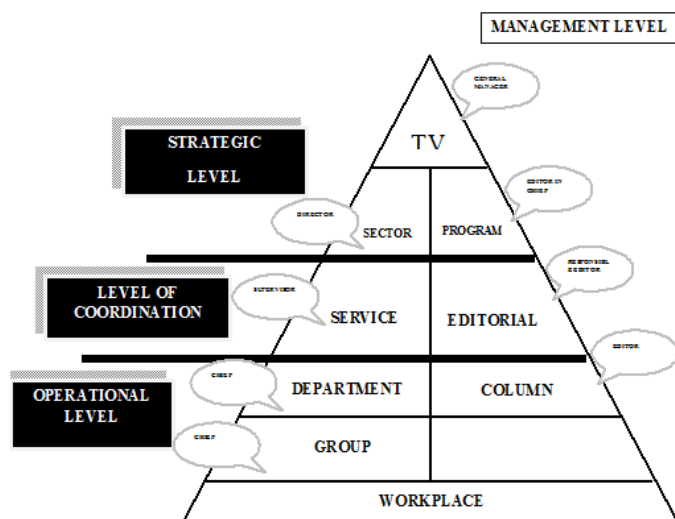 MANAGEMENT LEVEL
GENERAL
MANAGER
TV
STRATEGIC
LEVEL
EDITOR IN
CHIEF
DIRECTOR
SECTOR
PROGRAM
RESPONSIBL
E EDITOR
LEVEL OF
COORDINATION
SUPERVISOR
SERVICE
EDITORIAL
EDITOR
OPERATIONAL
LEVEL
CHIEF
DEPARTMENT
COLUMN
CHIEF
GROUP
WORKPLACE